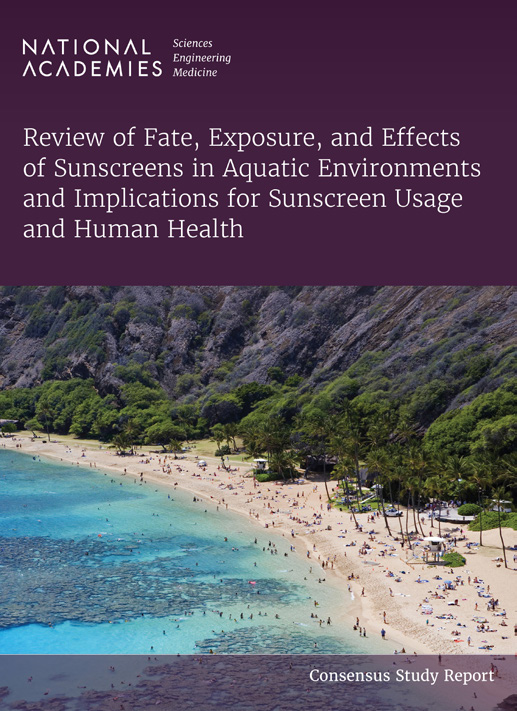 NATIONAL
ACADEMIES
Sciences
Engineering
Medicine
Review of Fate, Exposure, and Effects
of Sunscreens in Aquatic Environments
and Implications for Sunscreen Usage
and Human Health
Consensus Study Report